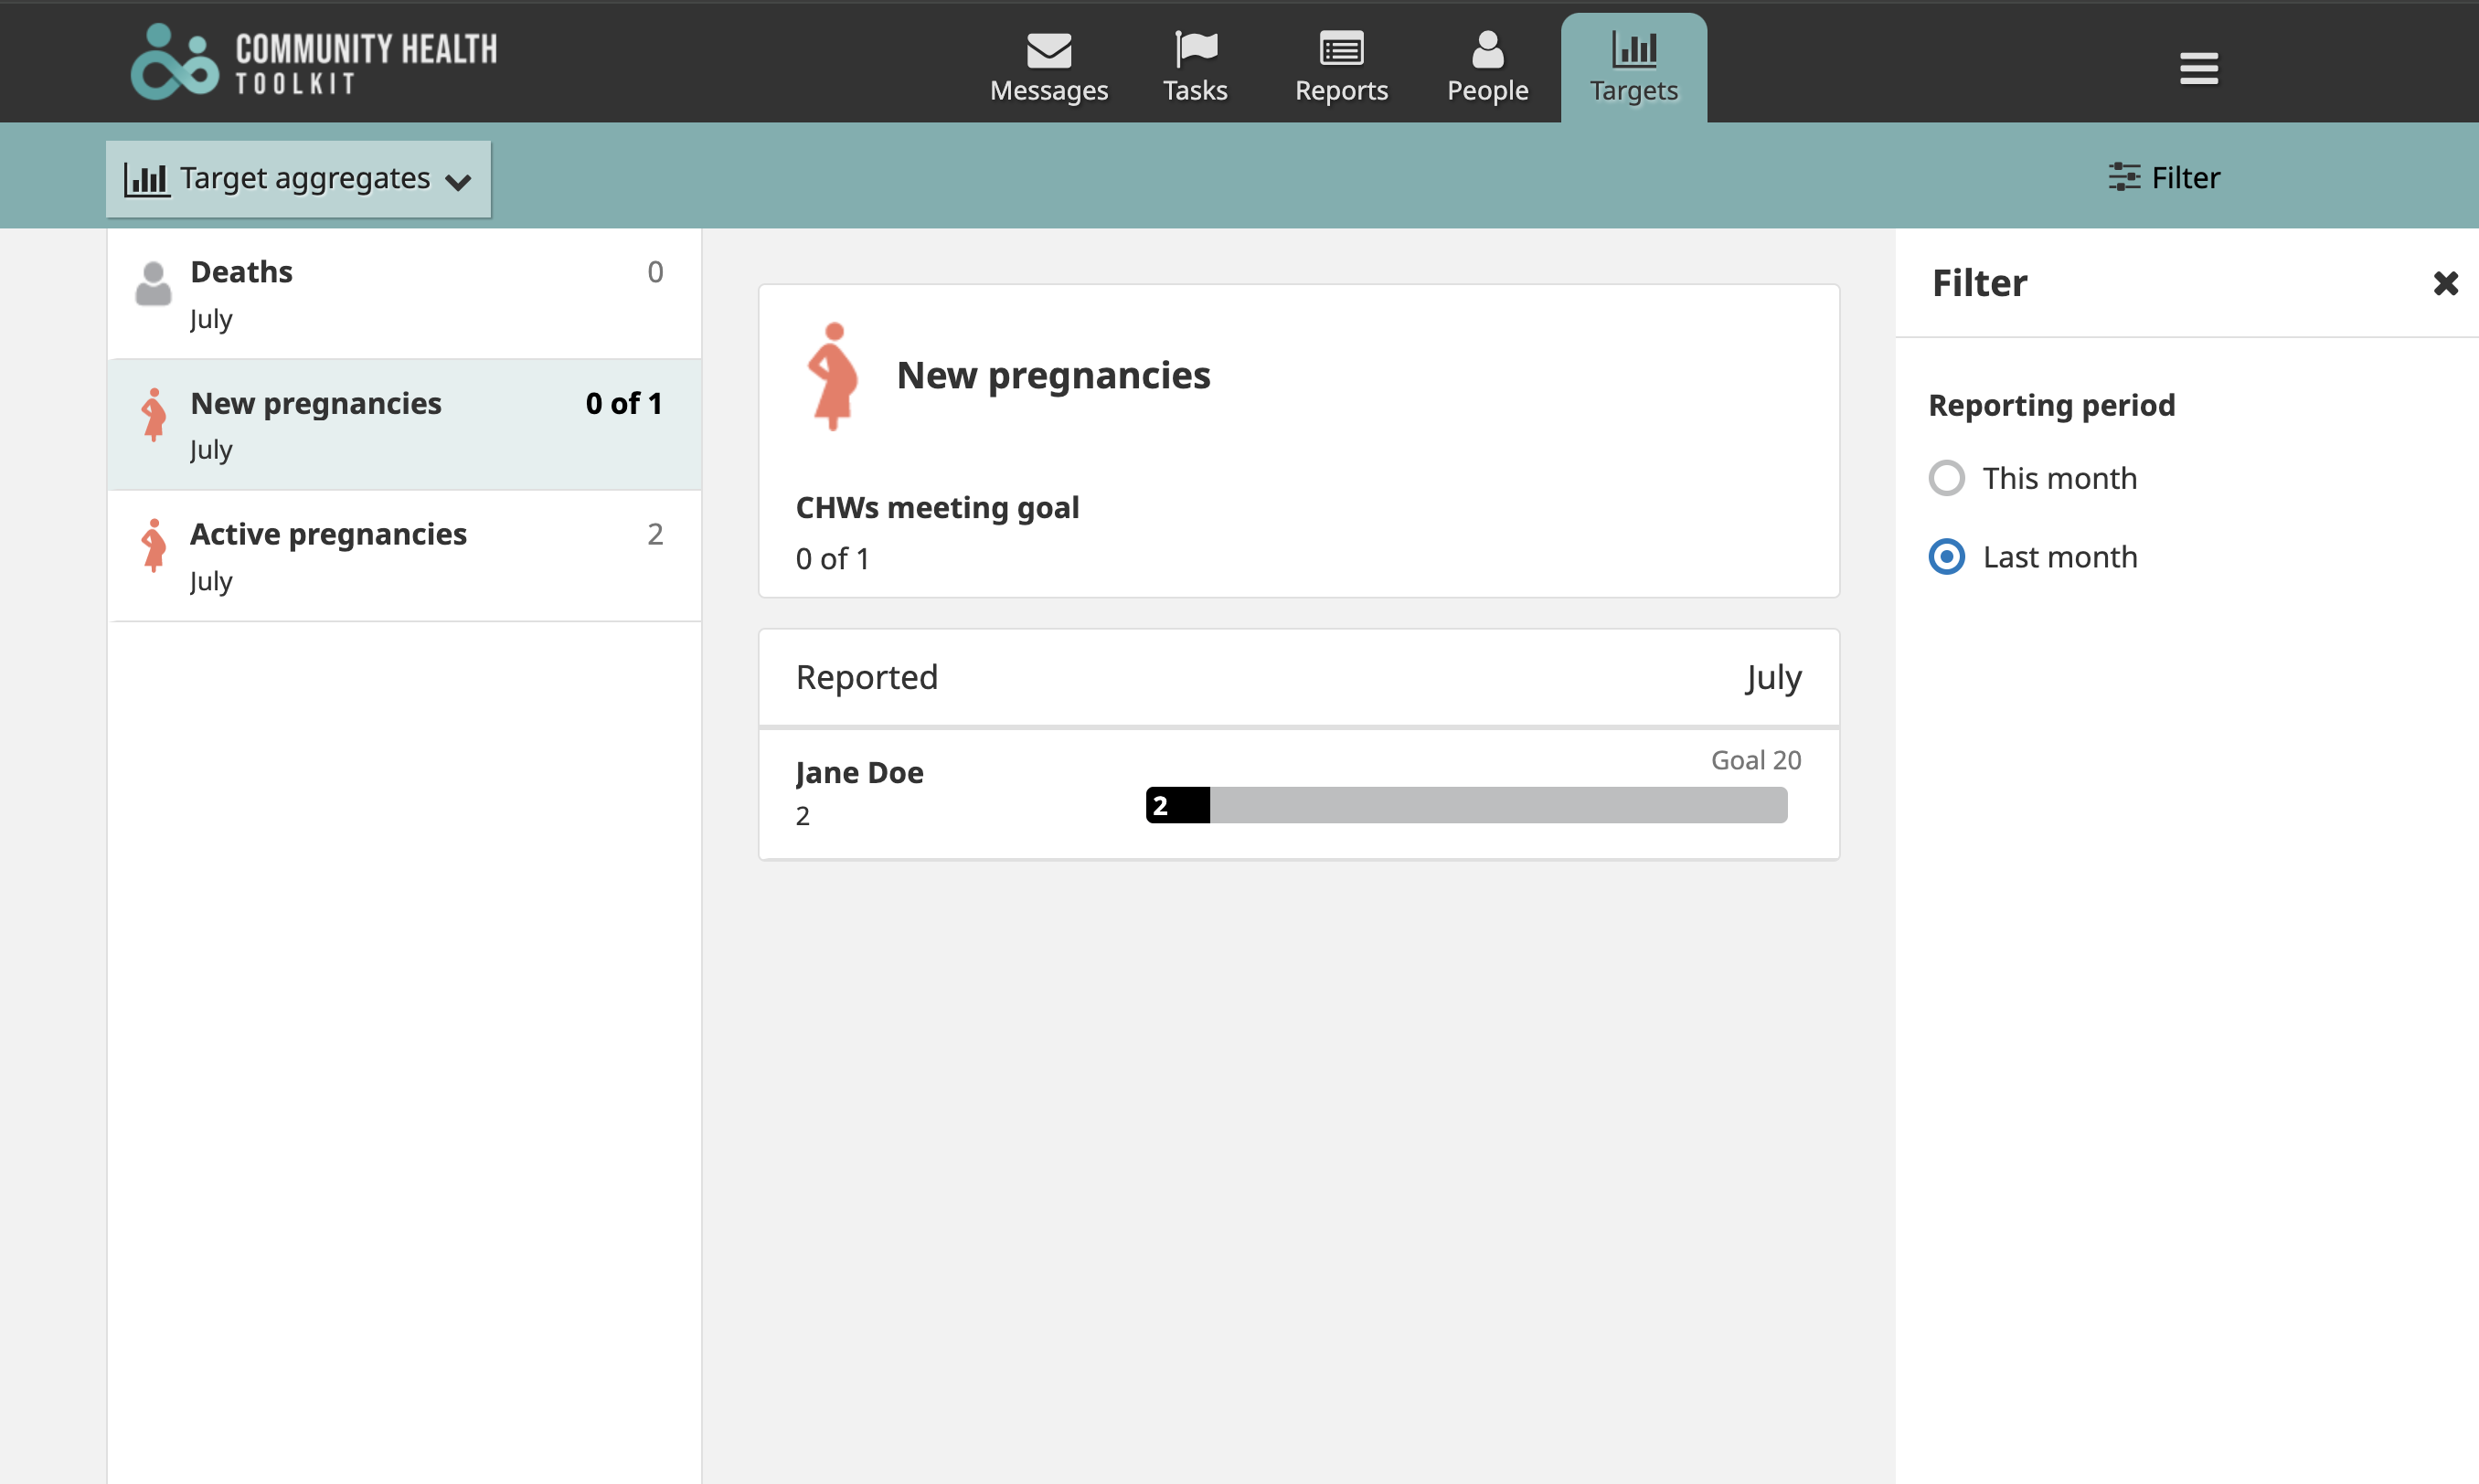 COMMUNITY HEALTH
TOOLKIT
Messages
Tasks
Reports
People
Targets
Target aggregates
Filter
Deaths
0
July
New pregnancies
0 of 1
July
Active pregnancies
2
July
New pregnancies
CHWs meeting goal
0 of 1
Reported
July
Jane Doe
2
Goal 20
2
Filter
Reporting period
This month
Last month